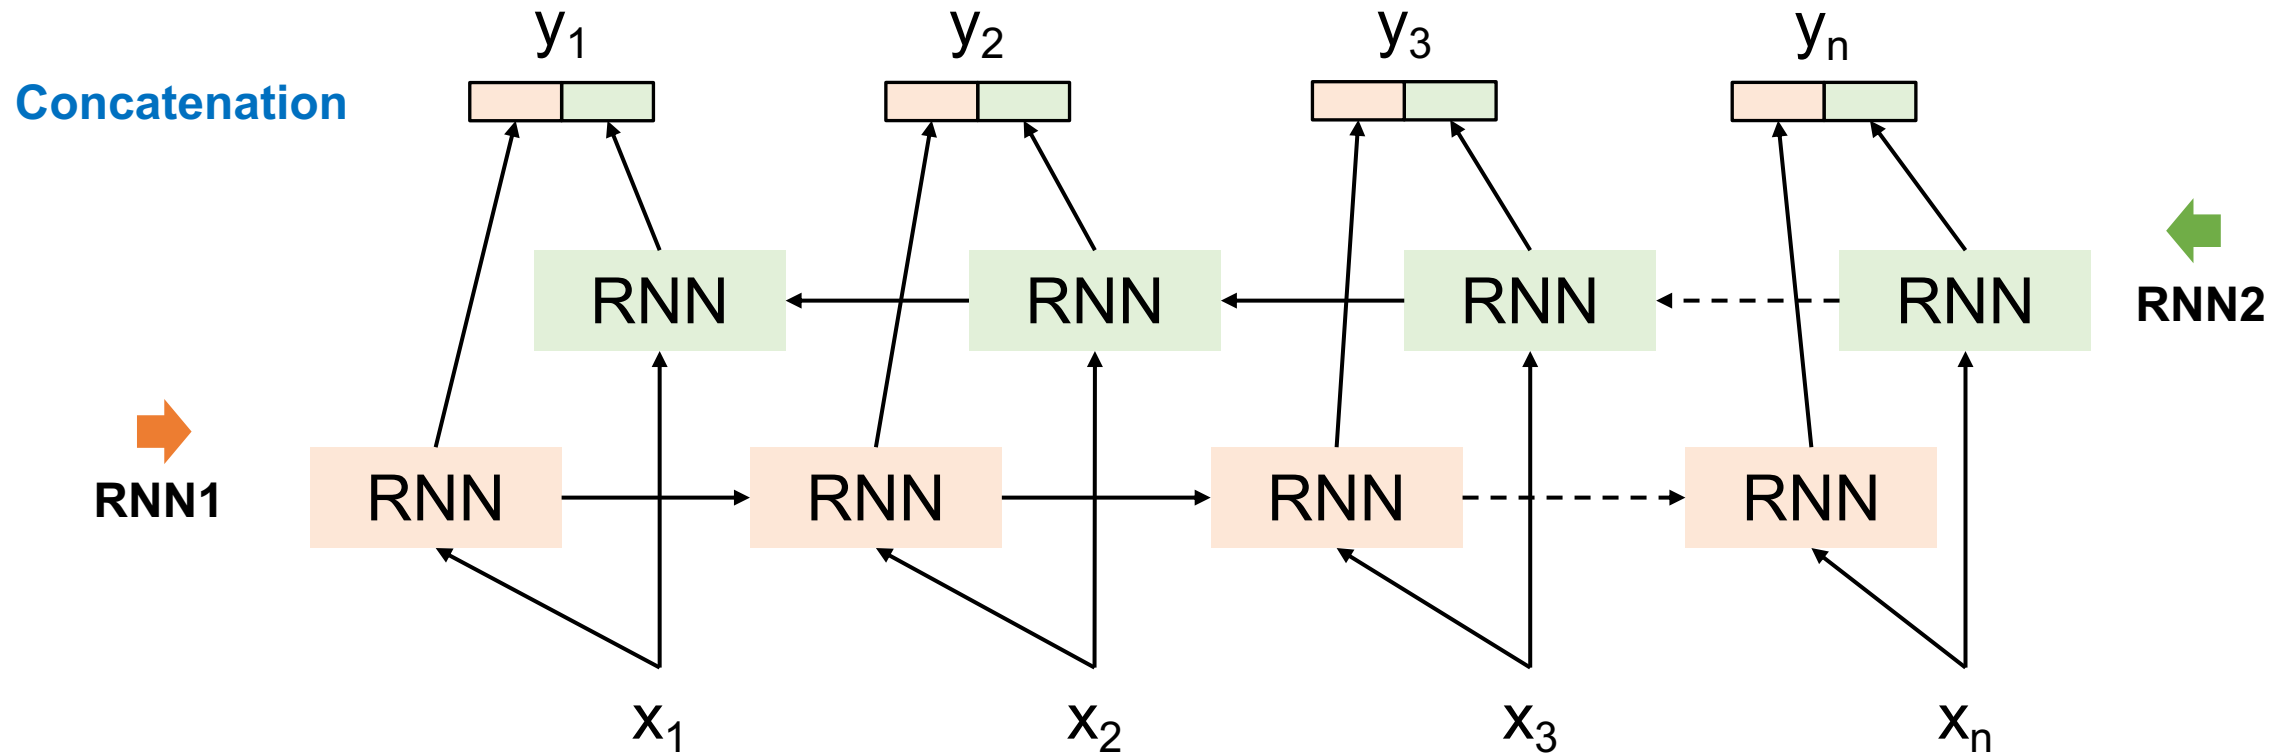 y₁ y₂ y₃ yₙ
Concatenation
RNN RNN RNN RNN
RNN2
RNN RNN RNN RNN
RNN1
x₁ x₂ x₃ xₙ